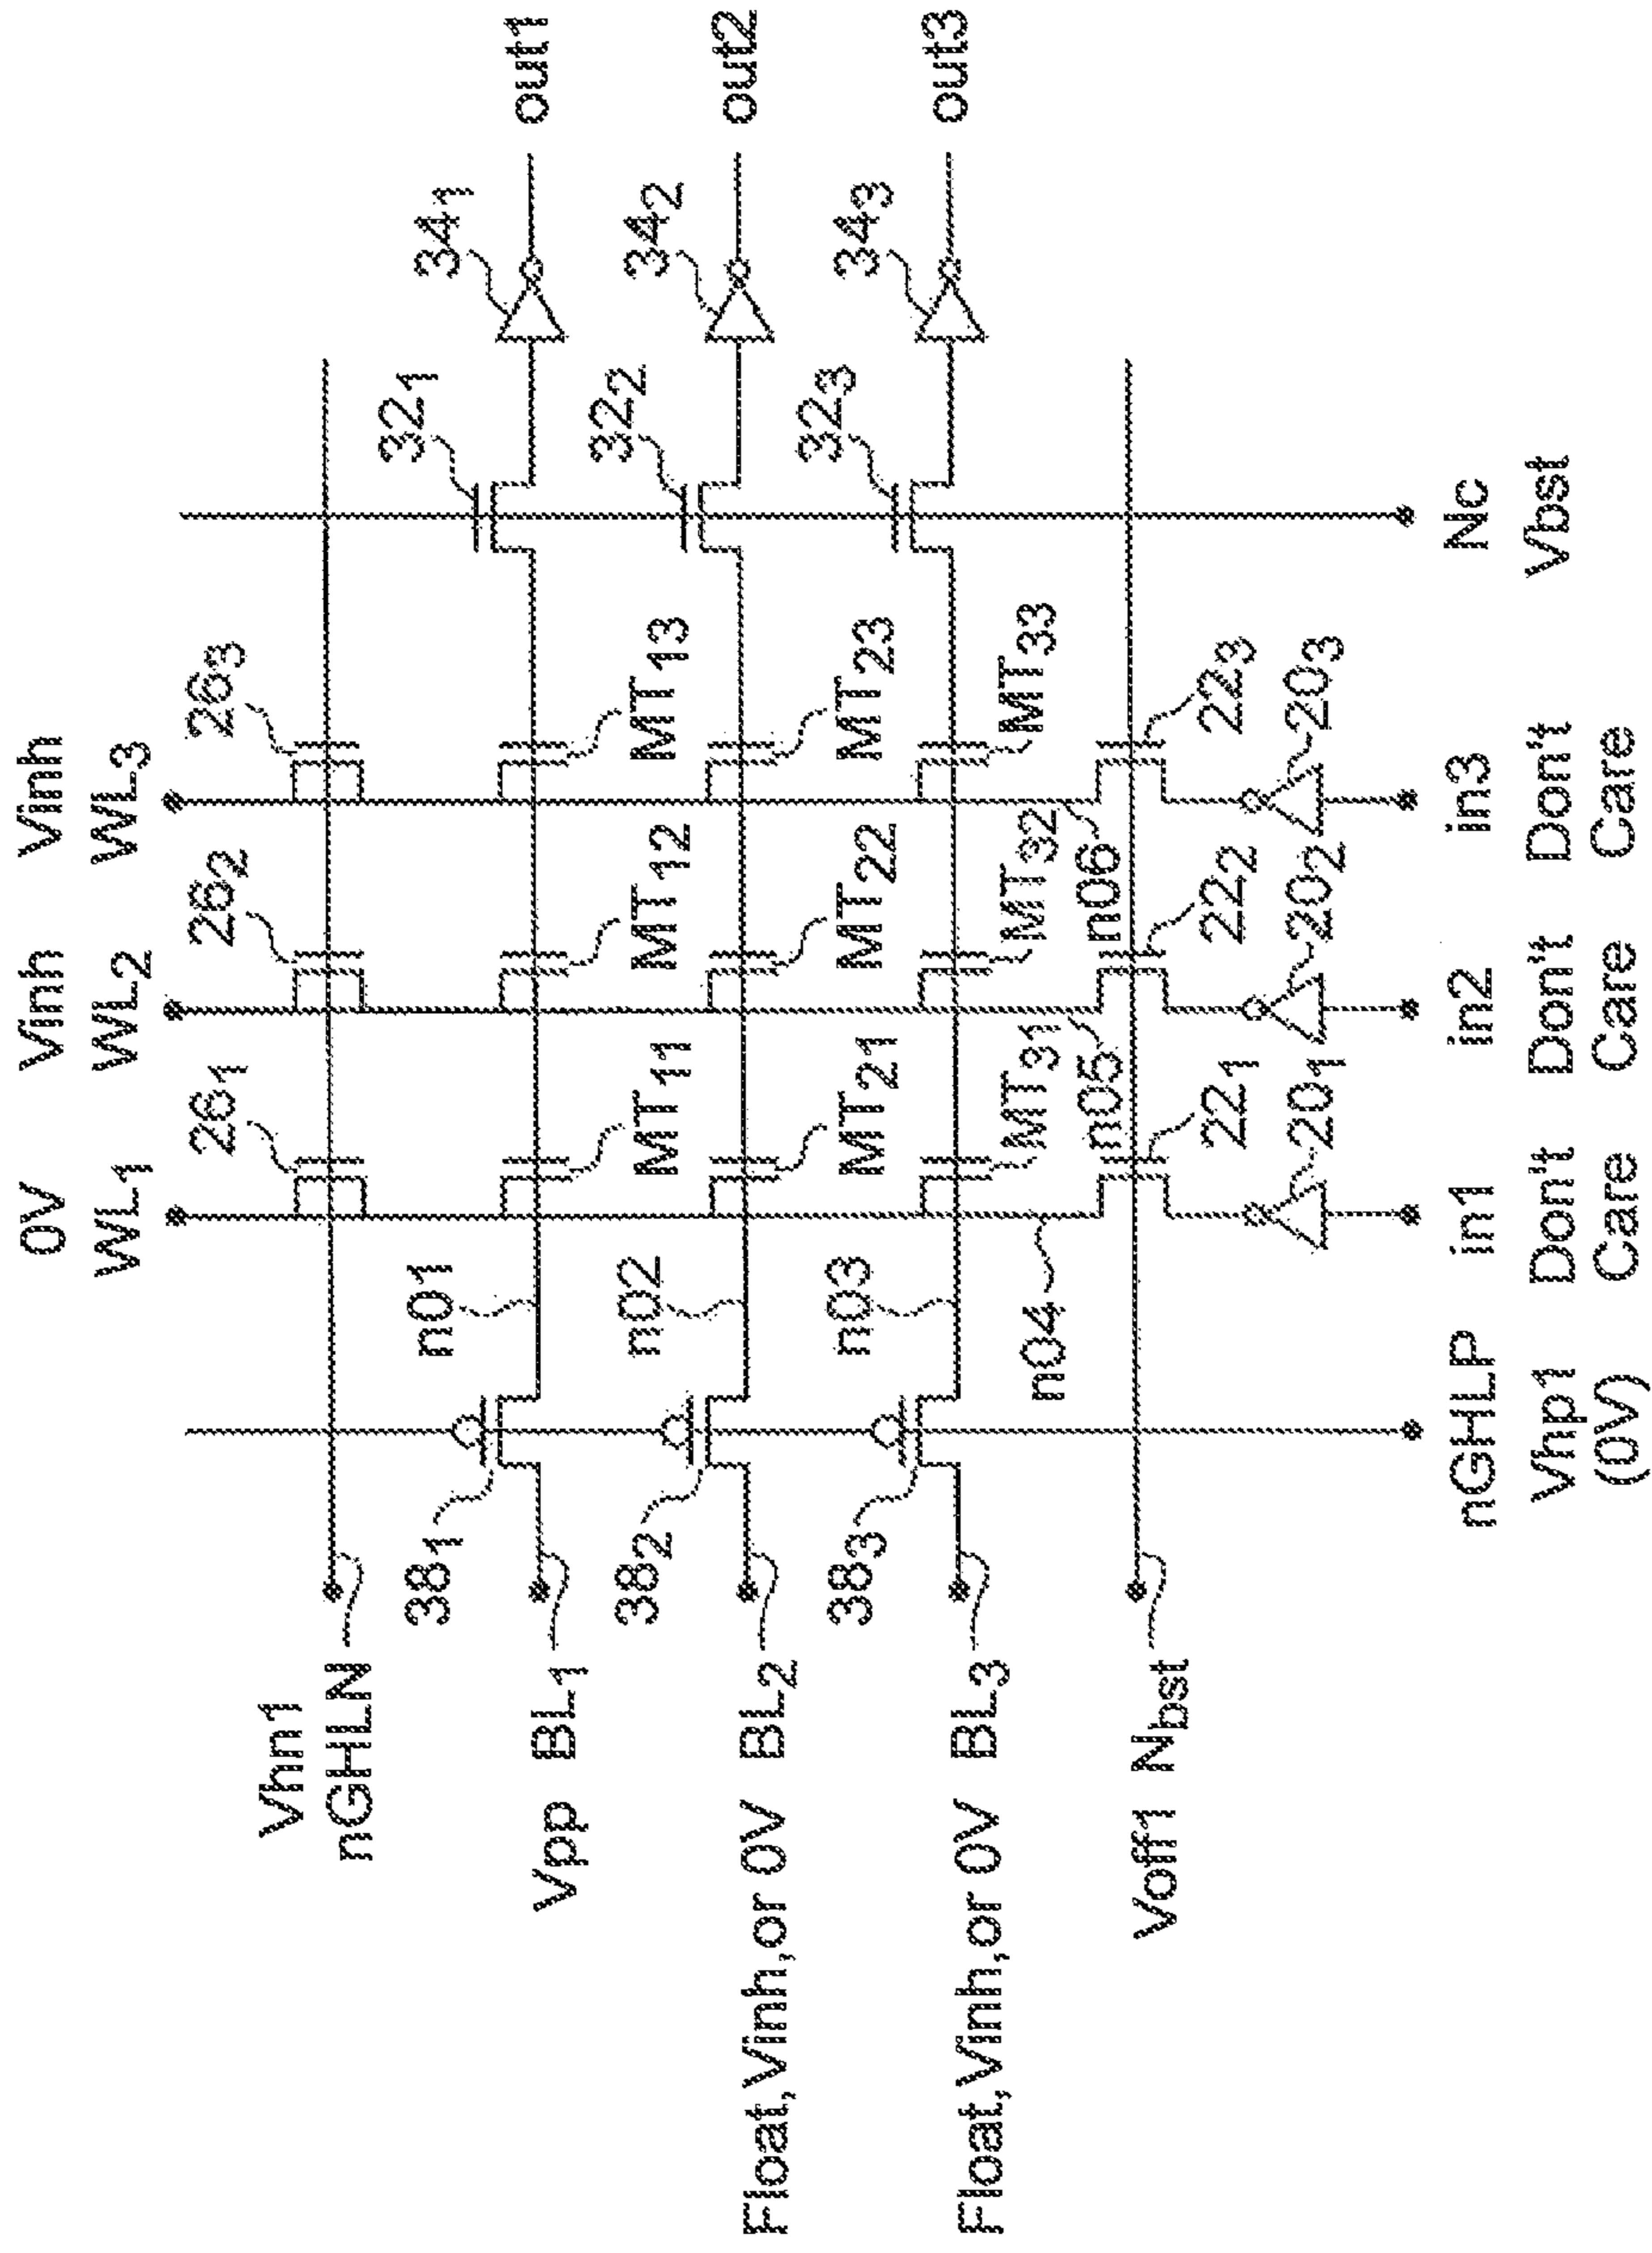 0V Vinh Vinh
WL1 WL2 WL3
261 262 263
Vhn1
nGHLN
381 n01 321 341
Vpp BL1 out1
MT11 MT12 MT13
382 n02 322 342
Float,Vinh,or 0V BL2 out2
MT21 MT22 MT23
383 n03 323 343
Float,Vinh,or 0V BL3 out3
MT31 MT32 MT33
n04 n05 n06
Voff1 Nbst
221 222 223
201 202 203
nGHLP in1 in2 in3 Nc
Vhp1 Don't Don't Don't Vbst
(0V) Care Care Care